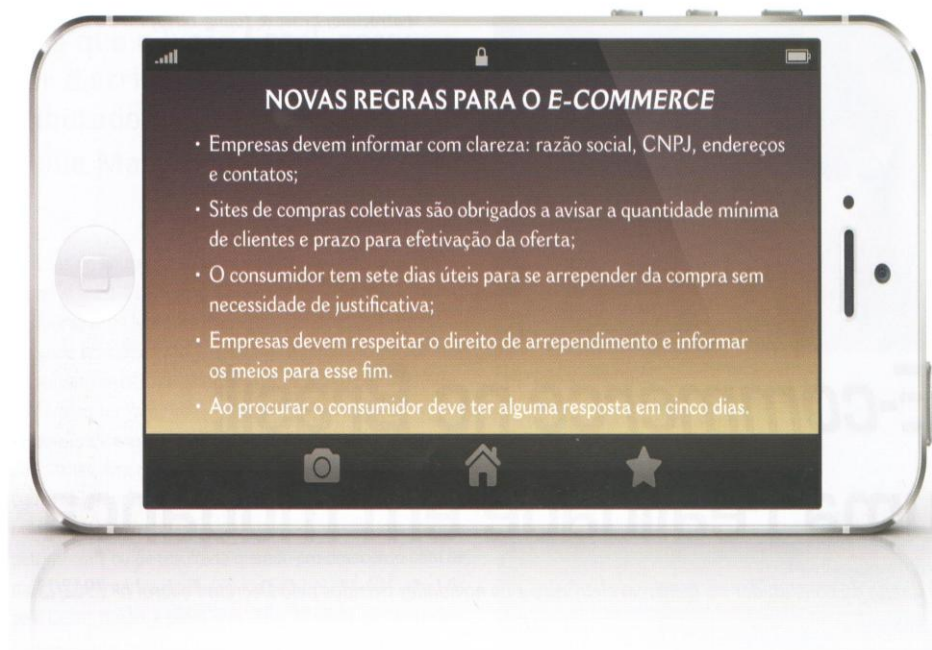 NOVAS REGRAS PARA O E-COMMERCE
• Empresas devem informar com clareza: razão social, CNPJ, endereços
e contatos;
• Sites de compras coletivas são obrigados a avisar a quantidade mínima
de clientes e prazo para efetivação da oferta;
• O consumidor tem sete dias úteis para se arrepender da compra sem
necessidade de justificativa;
• Empresas devem respeitar o direito de arrependimento e informar
os meios para esse fim.
• Ao procurar o consumidor deve ter alguma resposta em cinco dias.